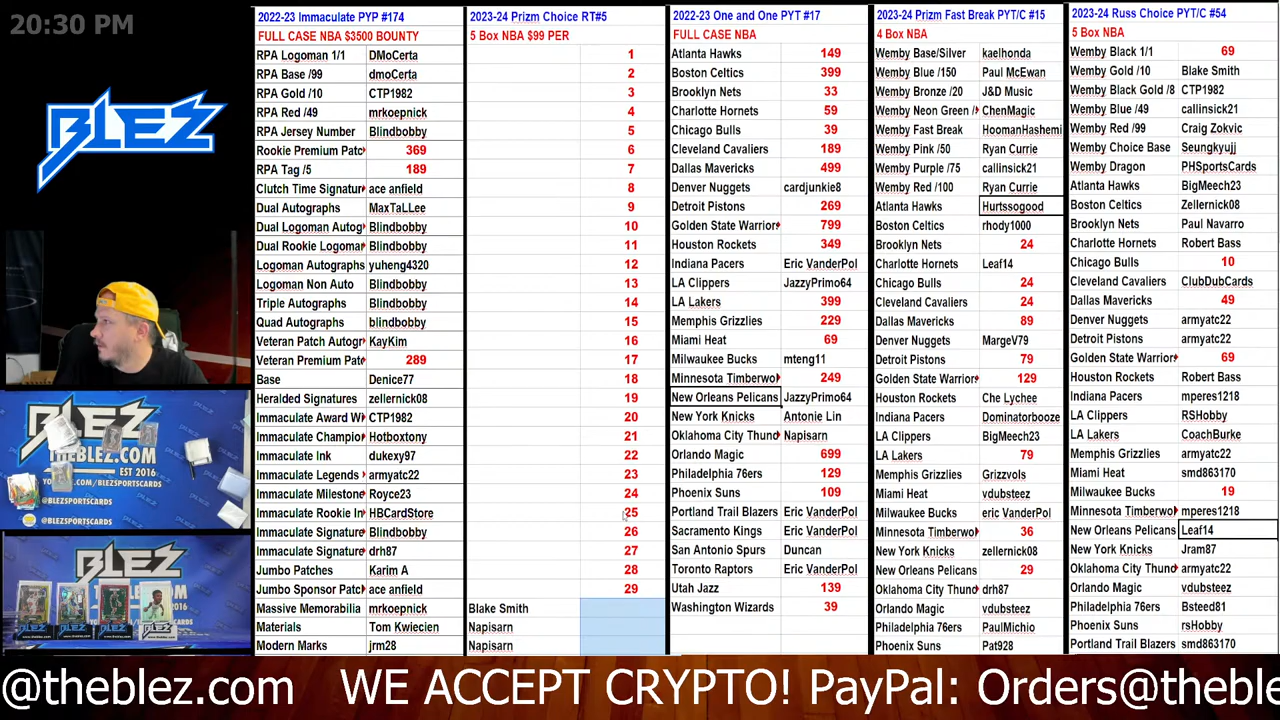 20:30 PM
BLEZ
BLEZ
EST 2016
YOUTUBE.COM/BLEZSPORTSCARDS
@BLEZSPORTSCARDS
@BLEZSPORTSCARDS
BLEZ
2022-23 Immaculate PYP #174
FULL CASE NBA $3500 BOUNTY
RPA Logoman 1/1 DMoCerta
RPA Base /99 dmoCerta
RPA Gold /10 CTP1982
RPA Red /49 mrkoepnick
RPA Jersey Number Blindbobby
Rookie Premium Patc 369
RPA Tag /5 189
Clutch Time Signatur ace anfield
Dual Autographs MaxTaLLee
Dual Logoman Autog Blindbobby
Dual Rookie Logoma Blindbobby
Logoman Autographs yuheng4320
Logoman Non Auto Blindbobby
Triple Autographs Blindbobby
Quad Autographs blindbobby
Veteran Patch Autogr KayKim
Veteran Premium Pat 289
Base Denice77
Heralded Signatures zellernick08
Immaculate Award W CTP1982
Immaculate Champio Hotboxtony
Immaculate Ink dukexy97
Immaculate Legends armyatc22
Immaculate Mileston Royce23
Immaculate Rookie In HBCardStore
Immaculate Signature Blindbobby
Immaculate Signature drh87
Jumbo Patches Karim A
Jumbo Sponsor Patc ace anfield
Massive Memorabilia mrkoepnick
Materials Tom Kwiecien
Modern Marks jrm28
2023-24 Prizm Choice RT#5
5 Box NBA $99 PER
1
2
3
4
5
6
7
8
9
10
11
12
13
14
15
16
17
18
19
20
21
22
23
24
25
26
27
28
29
Blake Smith
Napisarn
Napisarn
2022-23 One and One PYT #17
FULL CASE NBA
Atlanta Hawks 149
Boston Celtics 399
Brooklyn Nets 33
Charlotte Hornets 59
Chicago Bulls 39
Cleveland Cavaliers 189
Dallas Mavericks 499
Denver Nuggets cardjunkie8
Detroit Pistons 269
Golden State Warrior 799
Houston Rockets 349
Indiana Pacers Eric VanderPol
LA Clippers JazzyPrimo64
LA Lakers 399
Memphis Grizzlies 229
Miami Heat 69
Milwaukee Bucks mteng11
Minnesota Timberwo 249
New Orleans Pelicans JazzyPrimo64
New York Knicks Antonie Lin
Oklahoma City Thund Napisarn
Orlando Magic 699
Philadelphia 76ers 129
Phoenix Suns 109
Portland Trail Blazers Eric VanderPol
Sacramento Kings Eric VanderPol
San Antonio Spurs Duncan
Toronto Raptors Eric VanderPol
Utah Jazz 139
Washington Wizards 39
2023-24 Prizm Fast Break PYT/C #15
4 Box NBA
Wemby Base/Silver kaelhonda
Wemby Blue /150 Paul McEwan
Wemby Bronze /20 J&D Music
Wemby Neon Green / ChenMagic
Wemby Fast Break HoomanHashemi
Wemby Pink /50 Ryan Currie
Wemby Purple /75 callinsick21
Wemby Red /100 Ryan Currie
Atlanta Hawks Hurtssogood
Boston Celtics rhody1000
Brooklyn Nets 24
Charlotte Hornets Leaf14
Chicago Bulls 24
Cleveland Cavaliers 24
Dallas Mavericks 89
Denver Nuggets MargeV79
Detroit Pistons 79
Golden State Warrior 129
Houston Rockets Che Lychee
Indiana Pacers Dominatorbooze
LA Clippers BigMeech23
LA Lakers 79
Memphis Grizzlies Grizzvols
Miami Heat vdubsteez
Milwaukee Bucks eric VanderPol
Minnesota Timberwo 36
New York Knicks zellernick08
New Orleans Pelicans 29
Oklahoma City Thund drh87
Orlando Magic vdubsteez
Philadelphia 76ers PaulMichio
Phoenix Suns Pat928
2023-24 Russ Choice PYT/C #54
5 Box NBA
Wemby Black 1/1 69
Wemby Gold /10 Blake Smith
Wemby Black Gold /8 CTP1982
Wemby Blue /49 callinsick21
Wemby Red /99 Craig Zokvic
Wemby Choice Base Seungkyujj
Wemby Dragon PHSportsCards
Atlanta Hawks BigMeech23
Boston Celtics Zellernick08
Brooklyn Nets Paul Navarro
Charlotte Hornets Robert Bass
Chicago Bulls 10
Cleveland Cavaliers ClubDubCards
Dallas Mavericks 49
Denver Nuggets armyatc22
Detroit Pistons armyatc22
Golden State Warrior 69
Houston Rockets Robert Bass
Indiana Pacers mperes1218
LA Clippers RSHobby
LA Lakers CoachBurke
Memphis Grizzlies armyatc22
Miami Heat smd863170
Milwaukee Bucks 19
Minnesota Timberwo mperes1218
New Orleans Pelicans Leaf14
New York Knicks Jram87
Oklahoma City Thund armyatc22
Orlando Magic vdubsteez
Philadelphia 76ers Bsteed81
Phoenix Suns rsHobby
Portland Trail Blazers smd863170
@theblez.com WE ACCEPT CRYPTO! PayPal: Orders@theble